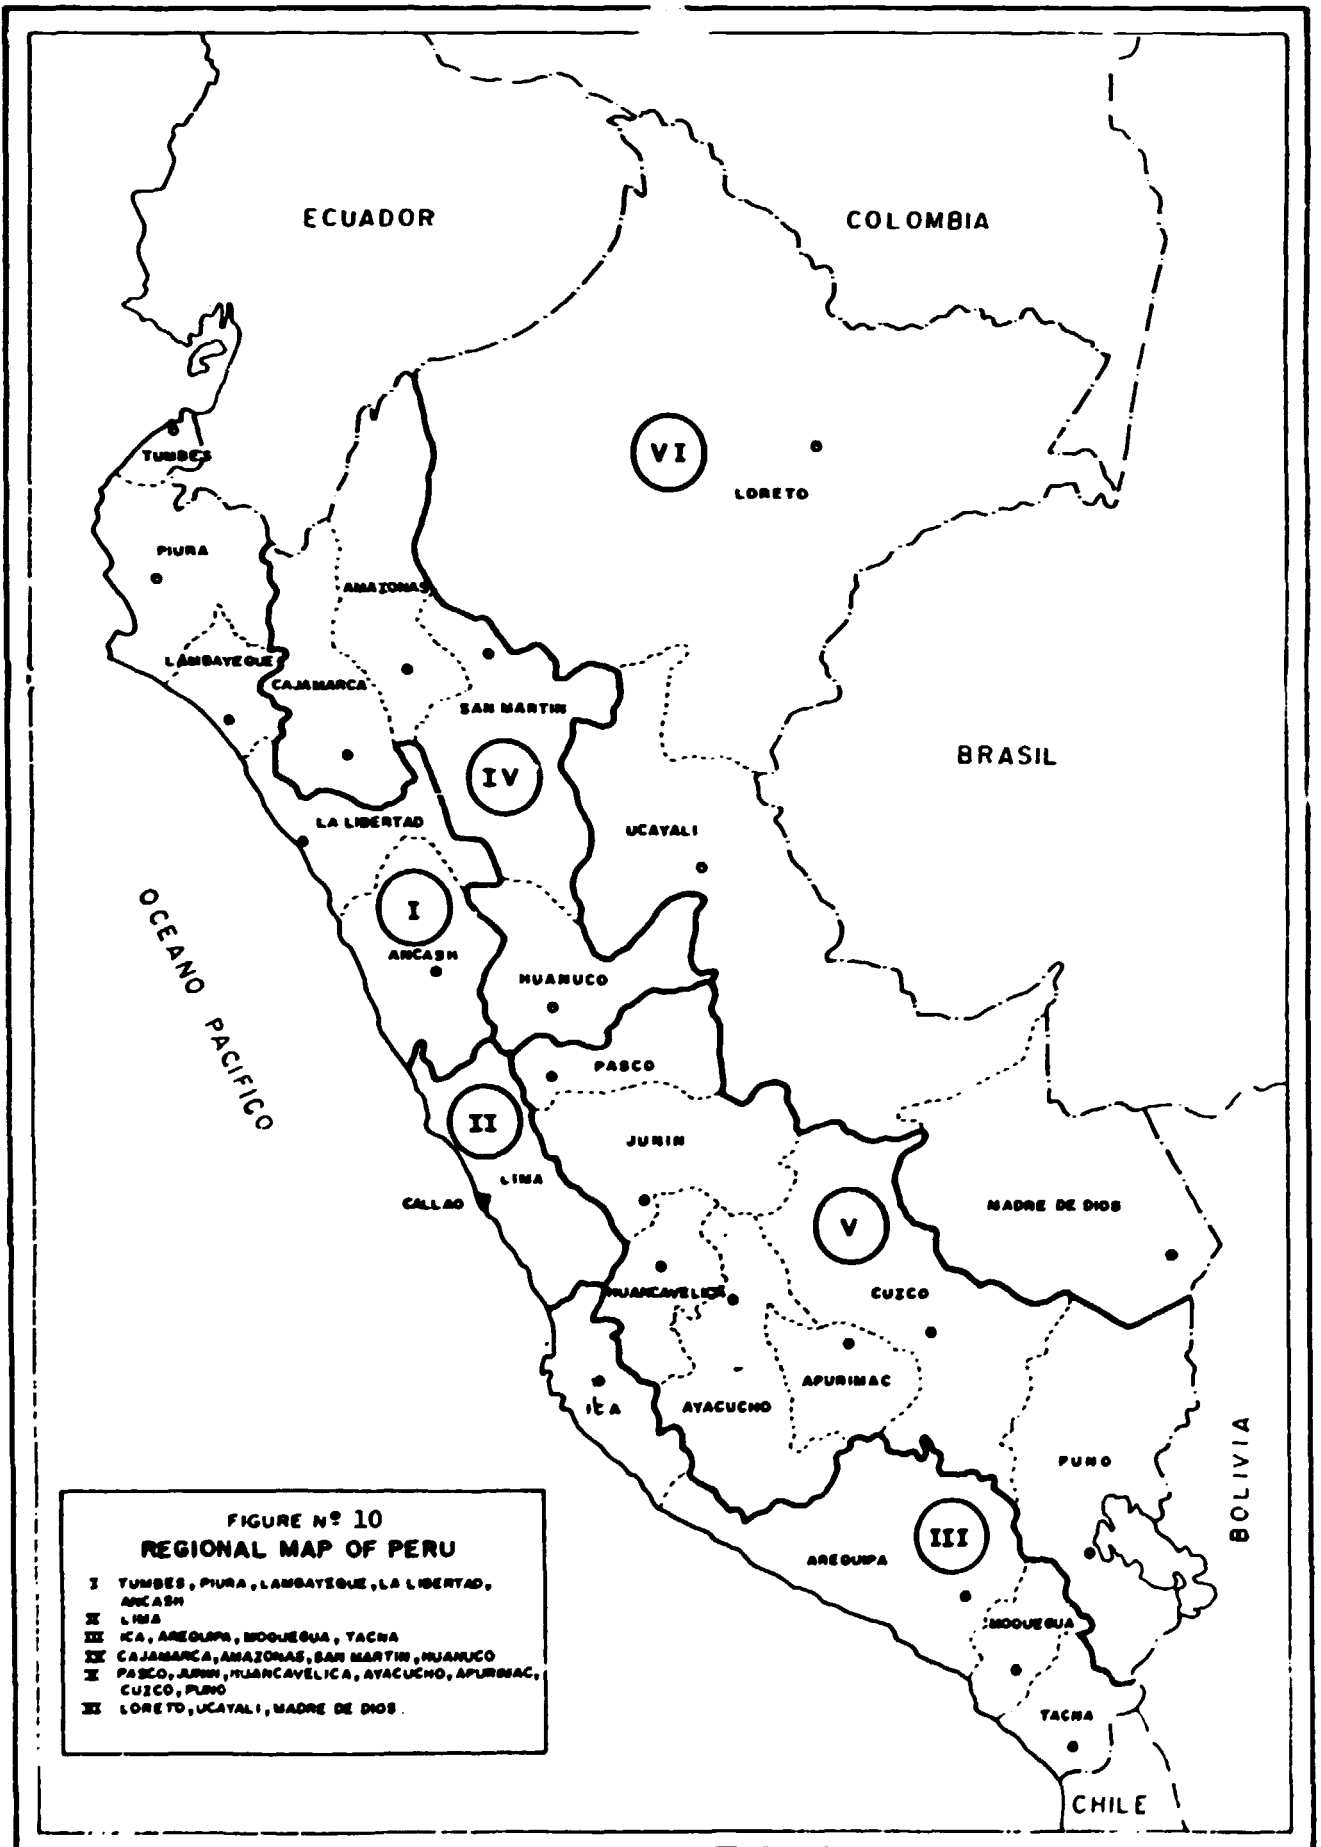 ECUADOR
COLOMBIA
VI
LORETO
TUMBES
PIURA
AMAZONAS
LAMBAYEQUE
CAJAMARCA
SAN MARTIN
BRASIL
IV
LA LIBERTAD
UCAYALI
I
ANCASH
OCEANO PACIFICO
HUANUCO
PASCO
II
JUNIN
LIMA
CALLAO
V
MADRE DE DIOS
HUANCAVELICA
CUZCO
APURIMAC
ICA
AYACUCHO
PUNO
BOLIVIA
III
AREQUIPA
MOQUEGUA
TACNA
CHILE
FIGURE Nº 10
REGIONAL MAP OF PERU
I TUMBES, PIURA, LAMBAYEQUE, LA LIBERTAD,
ANCASH
II LIMA
III ICA, AREQUIPA, MOQUEGUA, TACNA
CAJAMARCA, AMAZONAS, SAN MARTIN, HUANUCO
PASCO, JUNIN, HUANCAVELICA, AYACUCHO, APURIMAC,
CUZCO, PUNO
LORETO, UCAYALI, MADRE DE DIOS.